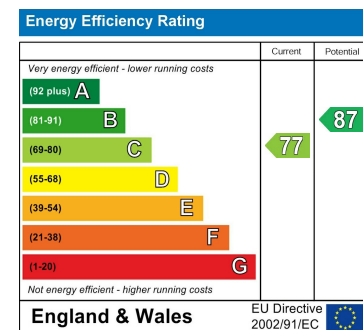 Energy Efficiency Rating
Current Potential
Very energy efficient - lower running costs
(92 plus) A
(81-91) B
87
(69-80) C
77
(55-68) D
(39-54) E
(21-38) F
(1-20) G
Not energy efficient - higher running costs
England & Wales
EU Directive
2002/91/EC